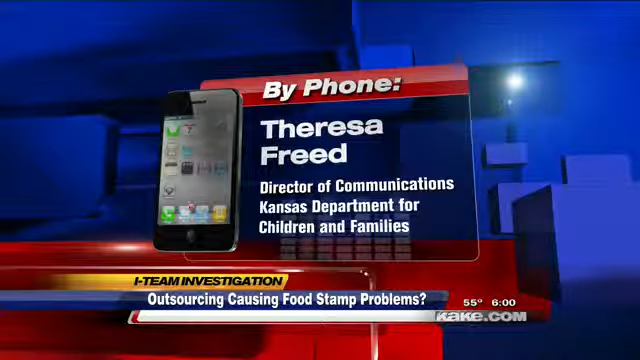 By Phone:
Theresa
Freed
Director of Communications
Kansas Department for
Children and Families
I-TEAM INVESTIGATION
Outsourcing Causing Food Stamp Problems?
55° 6:00
KAKE.COM